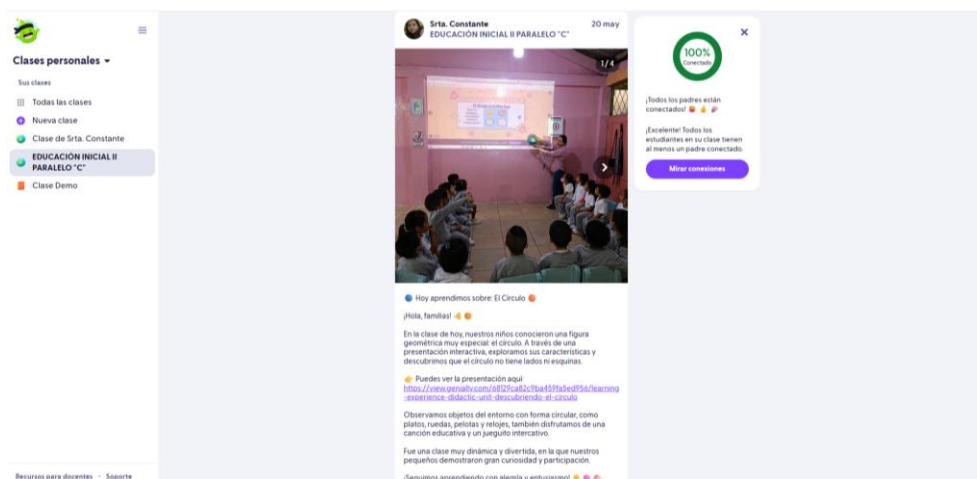 Clases personales
Sus clases
Todas las clases
Nueva clase
Clase de Srta. Constante
EDUCACIÓN INICIAL II
PARALELO "C"
Clase Demo
Recursos para docentes · Soporte
Srta. Constante
20 may
EDUCACIÓN INICIAL II PARALELO "C"
1/4
Hoy aprendimos sobre: El Círculo
¡Hola, familias!
En la clase de hoy, nuestros niños conocieron una figura
geométrica muy especial: el círculo. A través de una
presentación interactiva, exploramos sus características y
descubrimos que el círculo no tiene lados ni esquinas.
Puedes ver la presentación aquí:
https://view.genially.com/68129ca82c9ba459fa5ed956/learning
-experience-didactic-unit-descubriendo-el-circulo
Observamos objetos del entorno con forma circular, como
platos, ruedas, pelotas y relojes, también disfrutamos de una
canción educativa y un jueguito intercativo.
Fue una clase muy dinámica y divertida, en la que nuestros
pequeños demostraron gran curiosidad y participación.
¡Seguimos aprendiendo con alegría y entusiasmo!
100%
Conectado
¡Todos los padres están
conectados!
¡Excelente! Todos los
estudiantes en su clase tienen
al menos un padre conectado.
Mirar conexiones